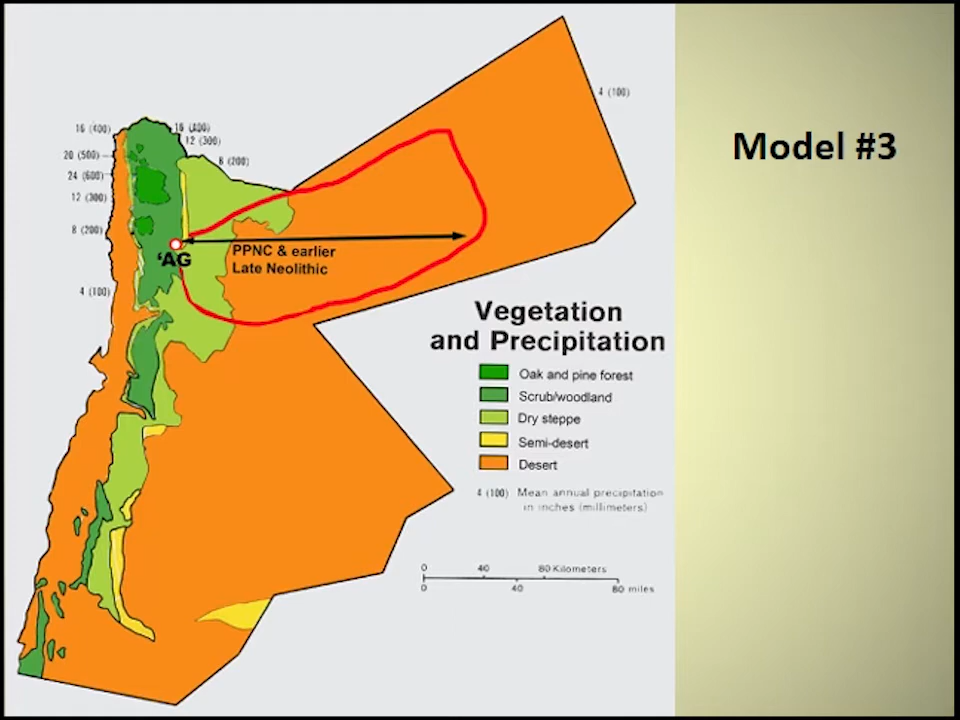 Model #3
4 (100)
16 (400)
16 (400)
12 (300)
20 (500)
8 (200)
24 (600)
12 (300)
8 (200)
'AG
PPNC & earlier
Late Neolithic
4 (100)
Vegetation
and Precipitation
Oak and pine forest
Scrub/woodland
Dry steppe
Semi-desert
Desert
4 (100) Mean annual precipitation
in inches (millimeters)
0 40 80 Kilometers
0 40 80 miles